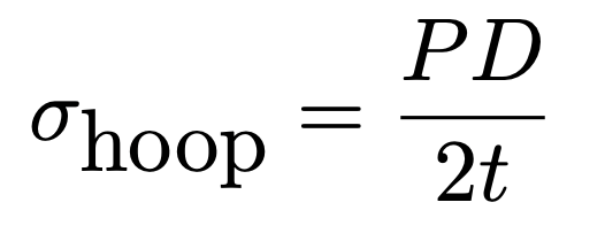 σ_hoop = PD/2t